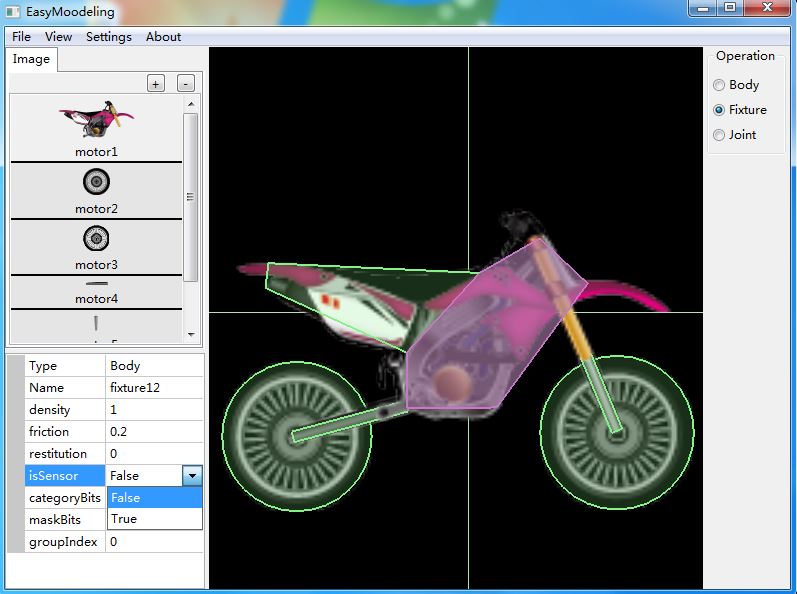 EasyMoodeling
File View Settings About
Image
+ -
motor1
motor2
motor3
motor4
Type Body
Name fixture12
density 1
friction 0.2
restitution 0
isSensor False
categoryBits False
maskBits True
groupIndex 0
Operation
Body
Fixture
Joint